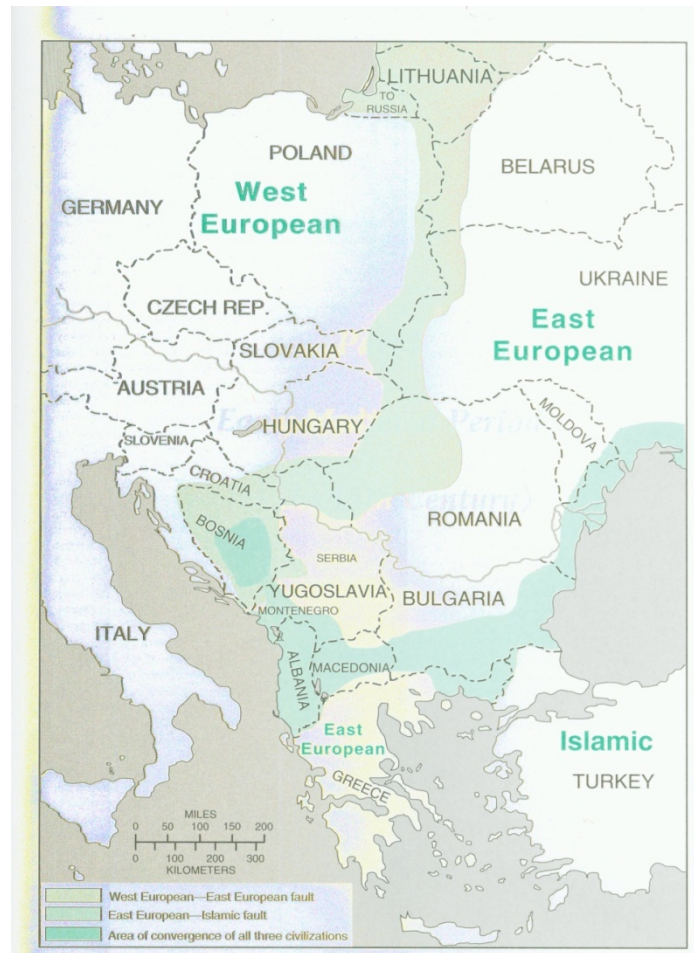 LITHUANIA
TO
RUSSIA
POLAND
BELARUS
West
European
GERMANY
UKRAINE
CZECH REP.
East
European
SLOVAKIA
AUSTRIA
MOLDOVA
HUNGARY
SLOVENIA
CROATIA
ROMANIA
BOSNIA
SERBIA
YUGOSLAVIA
BULGARIA
MONTENEGRO
ITALY
ALBANIA
MACEDONIA
East
European
Islamic
GREECE
TURKEY
MILES
0 50 100 150 200
0 100 200 300
KILOMETERS
West European—East European fault
East European—Islamic fault
Area of convergence of all three civilizations